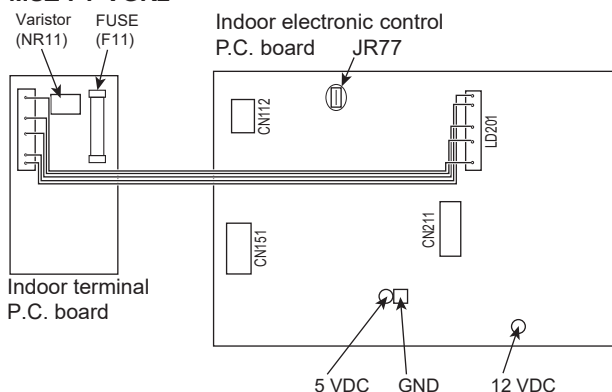 Varistor
(NR11)
FUSE
(F11)
Indoor electronic control
P.C. board
JR77
CN112
LD201
CN151
CN211
Indoor terminal
P.C. board
5 VDC
GND
12 VDC